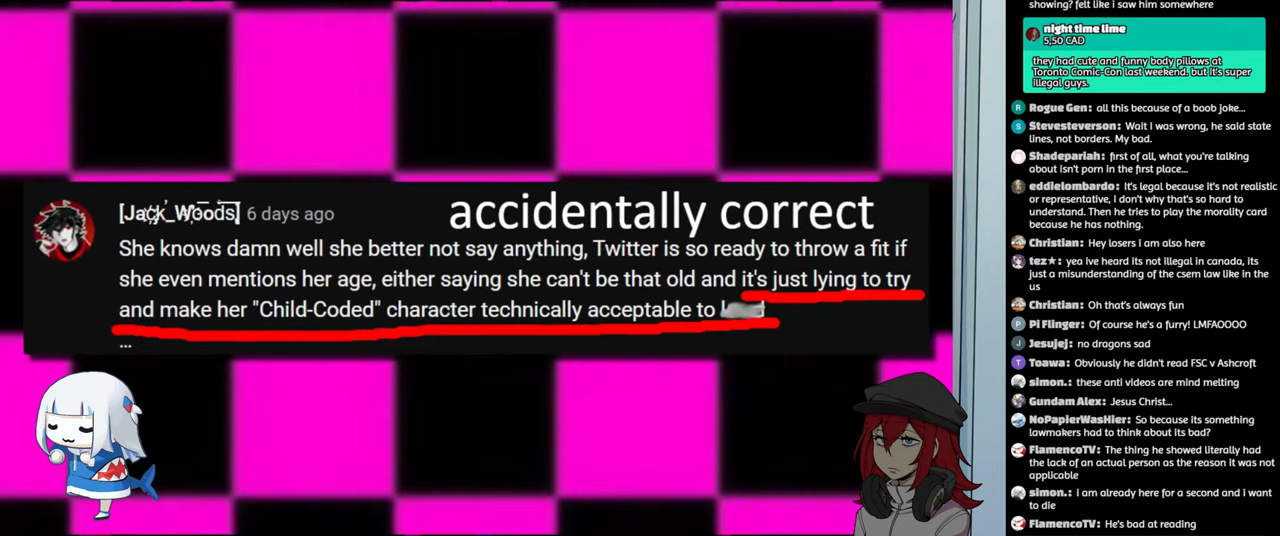 accidentally correct
[Jack_Woods] 6 days ago
She knows damn well she better not say anything, Twitter is so ready to throw a fit if
she even mentions her age, either saying she can't be that old and it's just lying to try
and make her "Child-Coded" character technically acceptable to
...
showing? felt like i saw him somewhere
night time lime
5,50 CAD
they had cute and funny body pillows at
Toronto Comic-Con last weekend. but it's super
illegal guys.
R Rogue Gen: all this because of a boob joke...
S Stevesteverson: Wait I was wrong, he said state
lines, not borders. My bad.
Shadepariah: first of all, what you're talking
about isn't porn in the first place...
eddielombardo: It's legal because it's not realistic
or representative, I don't why that's so hard to
understand. Then he tries to play the morality card
because he has nothing.
Christian: Hey losers i am also here
tez★: yea ive heard its not illegal in canada, its
just a misunderstanding of the csem law like in the
us
Christian: Oh that's always fun
P Pi Flinger: Of course he's a furry! LMFAOOOO
J Jesujej: no dragons sad
T Toawa: Obviously he didn't read FSC v Ashcroft
simon.: these anti videos are mind melting
Gundam Alex: Jesus Christ...
NoPapierWasHier: So because its something
lawmakers had to think about its bad?
FlamencoTV: The thing he showed literally had
the lack of an actual person as the reason it was not
applicable
simon.: i am already here for a second and i want
to die
FlamencoTV: He's bad at reading